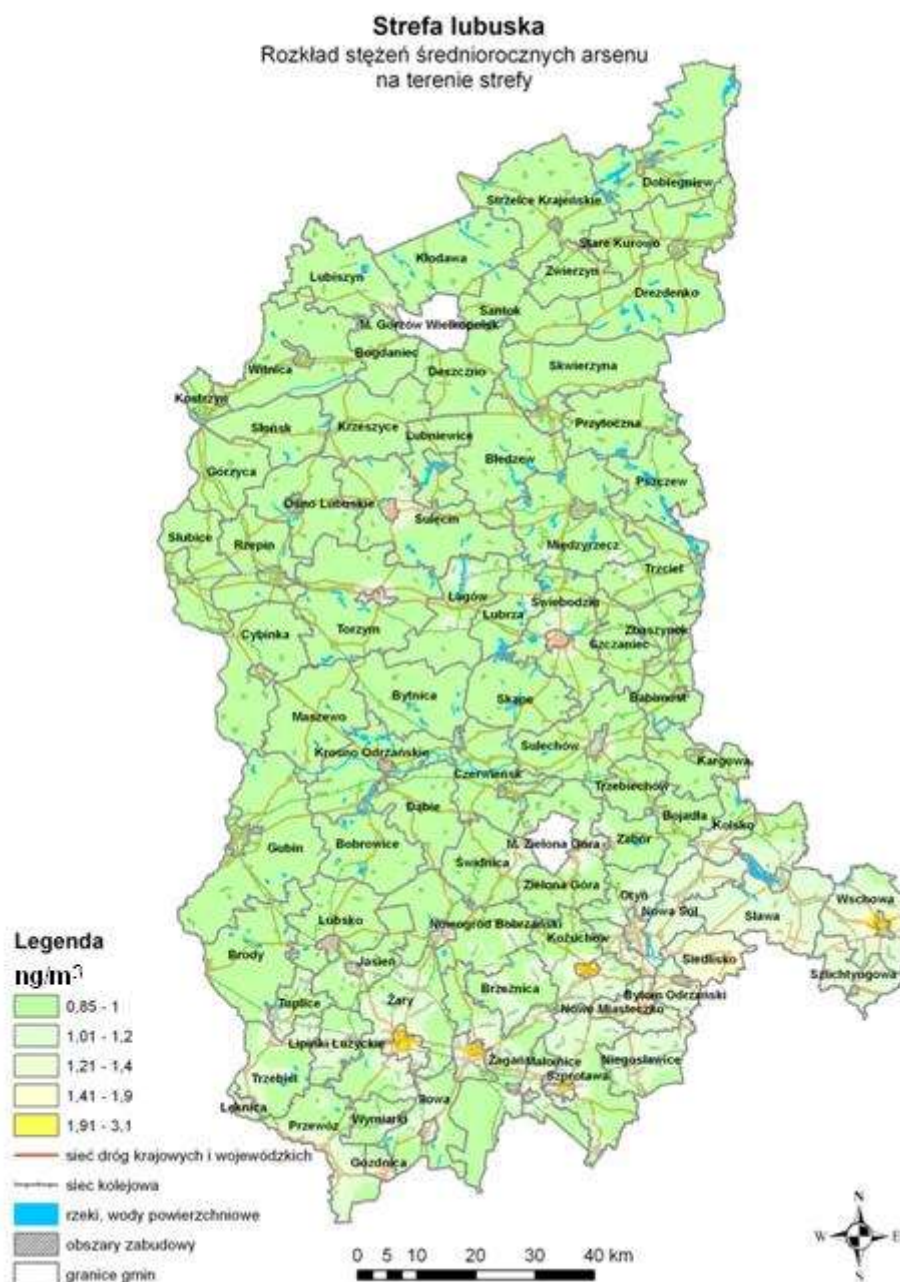 Strefa lubuska
Rozkład stężeń średniorocznych arsenu
na terenie strefy
Dobiegniew
Strzelce Krajeńskie
Stare Kurowo
Kłodawa
Zwierzyn
Lubiszyn
Drezdenko
Santok
M. Gorzów Wielkopolski
Bogdaniec
Skwierzyna
Witnica
Deszczno
Kostrzyn
Przytoczna
Słońsk
Krzeszyce
Lubniewice
Bledzew
Górzyca
Pszczew
Ośno Lubuskie
Sulęcin
Słubice
Rzepin
Międzyrzecz
Trzciel
Łagów
Świebodzin
Lubrza
Cybinka
Torzym
Zbąszynek
Szczaniec
Bytnica
Skąpe
Babimost
Maszewo
Sulechów
Krosno Odrzańskie
Kargowa
Czerwieńsk
Trzebiechów
Dąbie
Bojadła
Kolsko
Gubin
Bobrowice
M. Zielona Góra
Zabór
Świdnica
Zielona Góra
Otyń
Wschowa
Nowa Sól
Sława
Lubsko
Nowogród Bobrzański
Kożuchów
Brody
Jasień
Siedlisko
Szlichtyngowa
Brzeźnica
Bytom Odrzański
Tuplice
Żary
Nowe Miasteczko
Lipinki Łużyckie
Żagań
Małomice
Niegosławice
Szprotawa
Trzebiel
Iłowa
Łęknica
Przewóz
Wymiarki
Gozdnica
Legenda
ng/m³
0,85 - 1
1,01 - 1,2
1,21 - 1,4
1,41 - 1,9
1,91 - 3,1
sieć dróg krajowych i wojewódzkich
siec kolejowa
rzeki, wody powierzchniowe
obszary zabudowy
granice gmin
0 5 10 20 30 40 km
N
W E
S